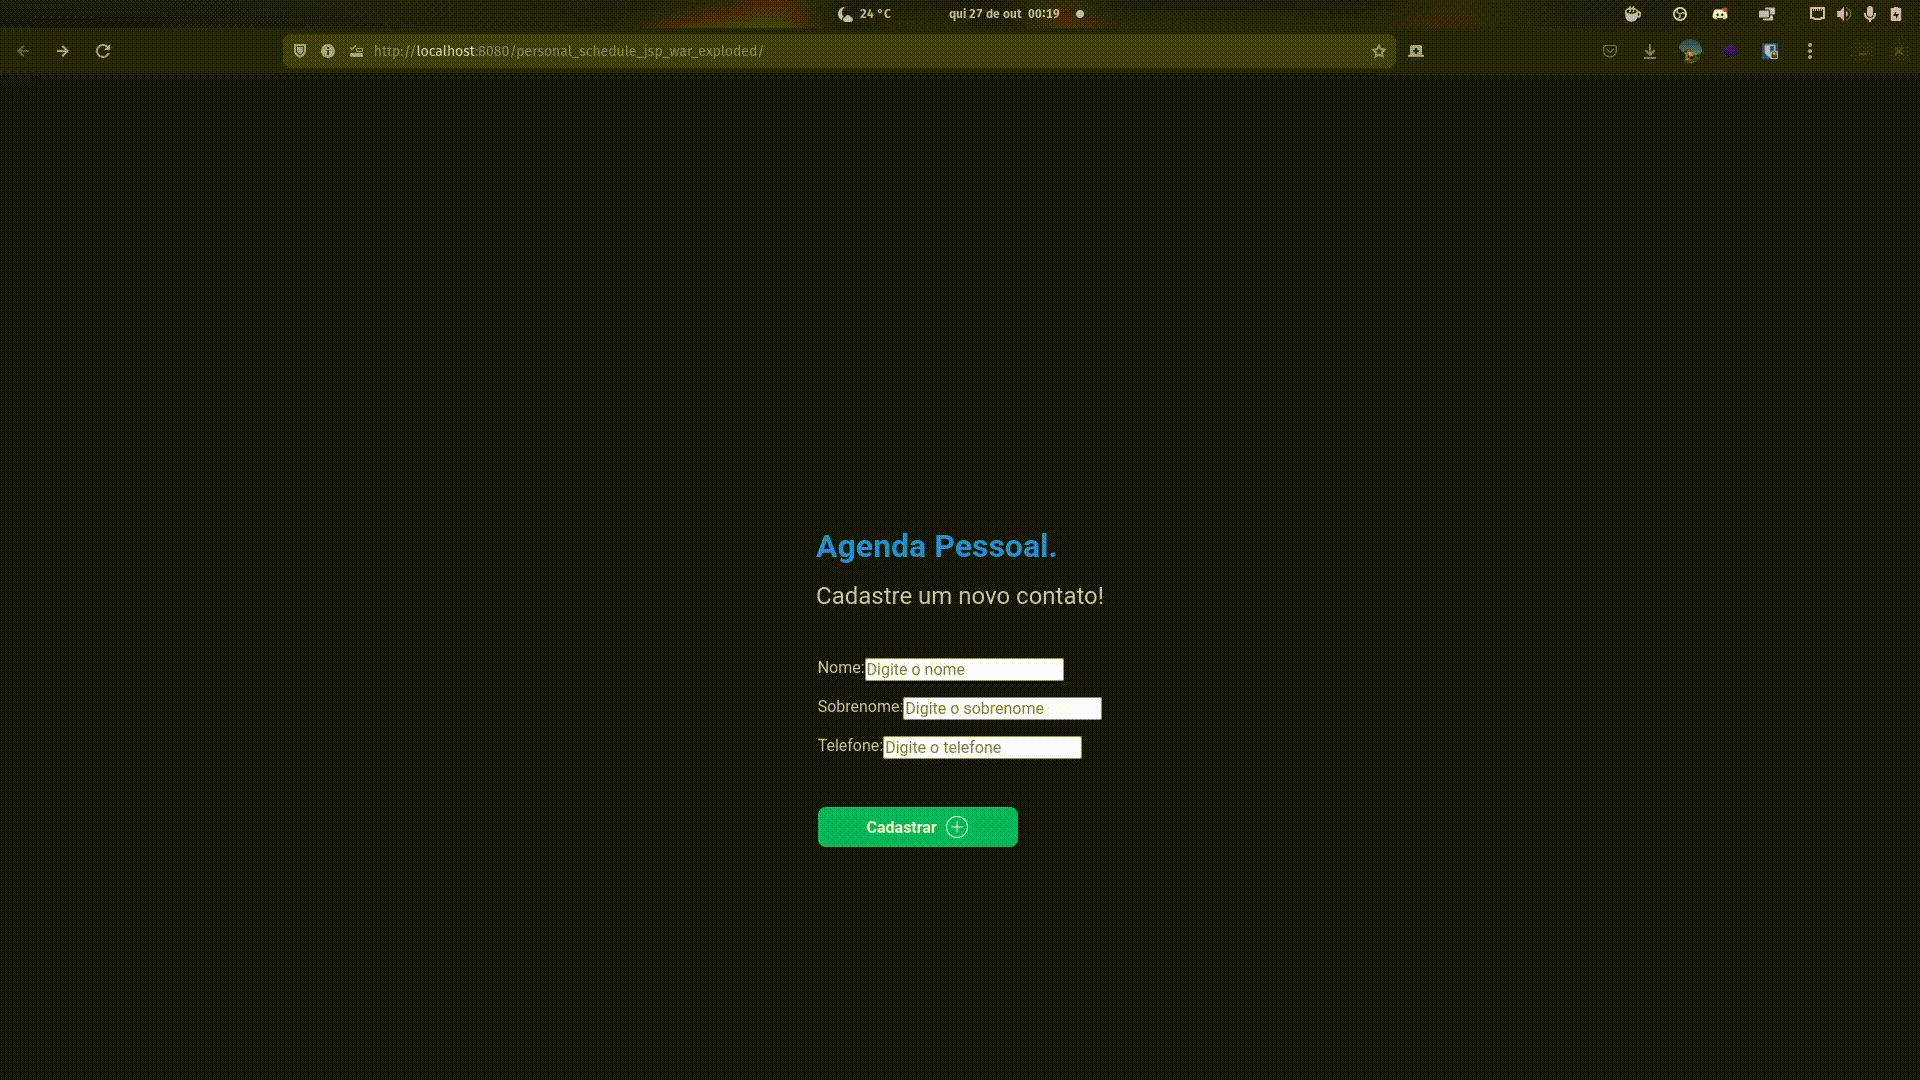 24 °C
qui 27 de out 00:19
http://localhost:8080/personal_schedule_jsp_war_exploded/
Agenda Pessoal.
Cadastre um novo contato!
Nome: Digite o nome
Sobrenome: Digite o sobrenome
Telefone: Digite o telefone
Cadastrar